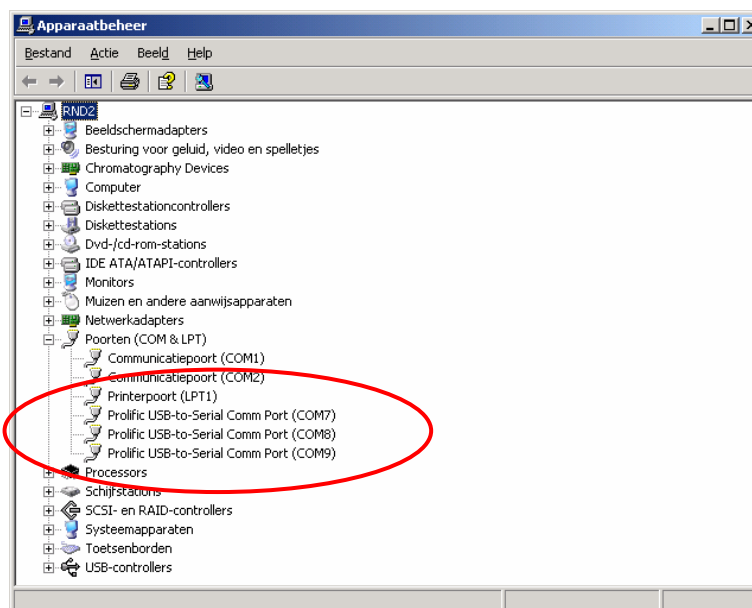 Apparaatbeheer
Bestand Actie Beeld Help
RND2
Beeldschermadapters
Besturing voor geluid, video en spelletjes
Chromatography Devices
Computer
Diskettestationcontrollers
Diskettestations
Dvd-/cd-rom-stations
IDE ATA/ATAPI-controllers
Monitors
Muizen en andere aanwijsapparaten
Netwerkadapters
Poorten (COM & LPT)
Communicatiepoort (COM1)
Communicatiepoort (COM2)
Printerpoort (LPT1)
Prolific USB-to-Serial Comm Port (COM7)
Prolific USB-to-Serial Comm Port (COM8)
Prolific USB-to-Serial Comm Port (COM9)
Processors
Schijfstations
SCSI- en RAID-controllers
Systeemapparaten
Toetsenborden
USB-controllers